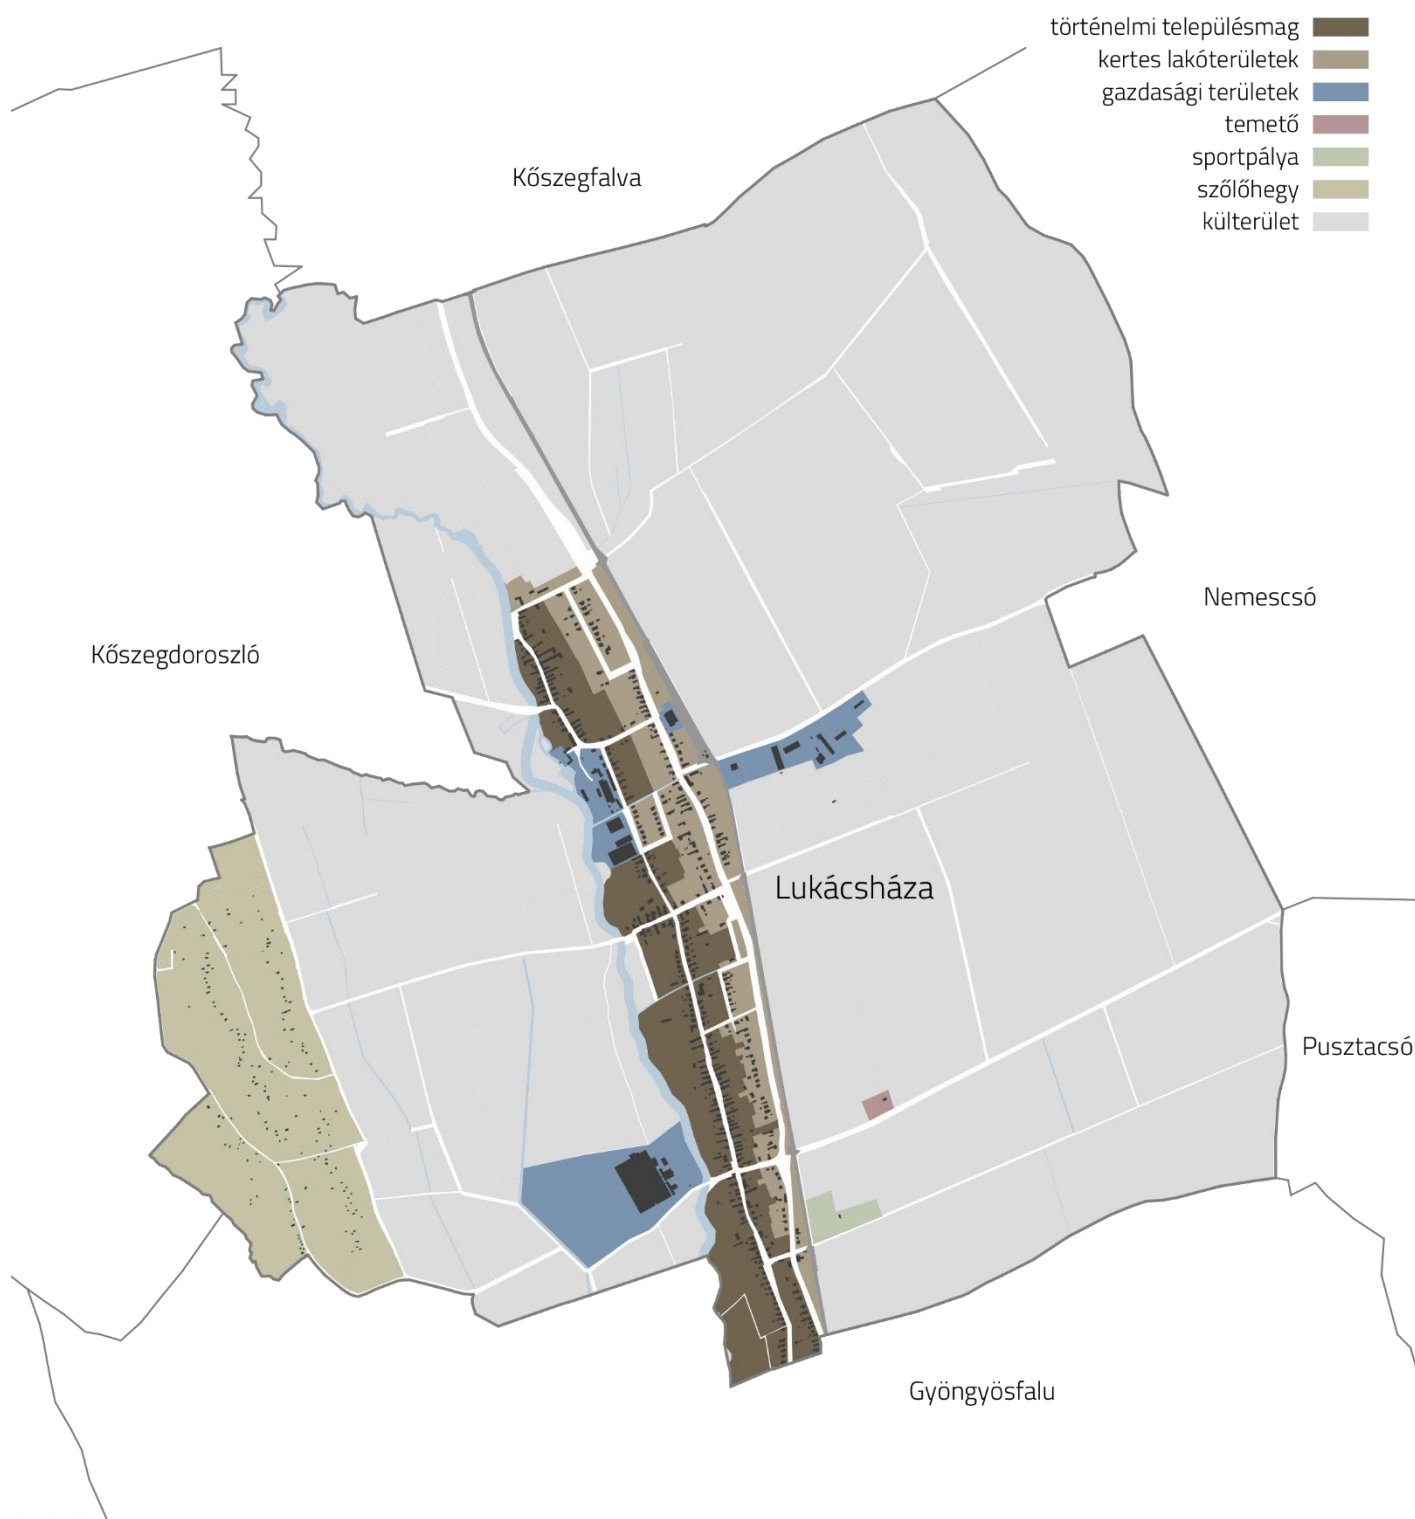 történelmi településmag
kertes lakóterületek
gazdasági területek
temető
sportpálya
szőlőhegy
külterület
Kőszegfalva
Nemescsó
Kőszegdoroszló
Lukácsháza
Pusztacsó
Gyöngyösfalu